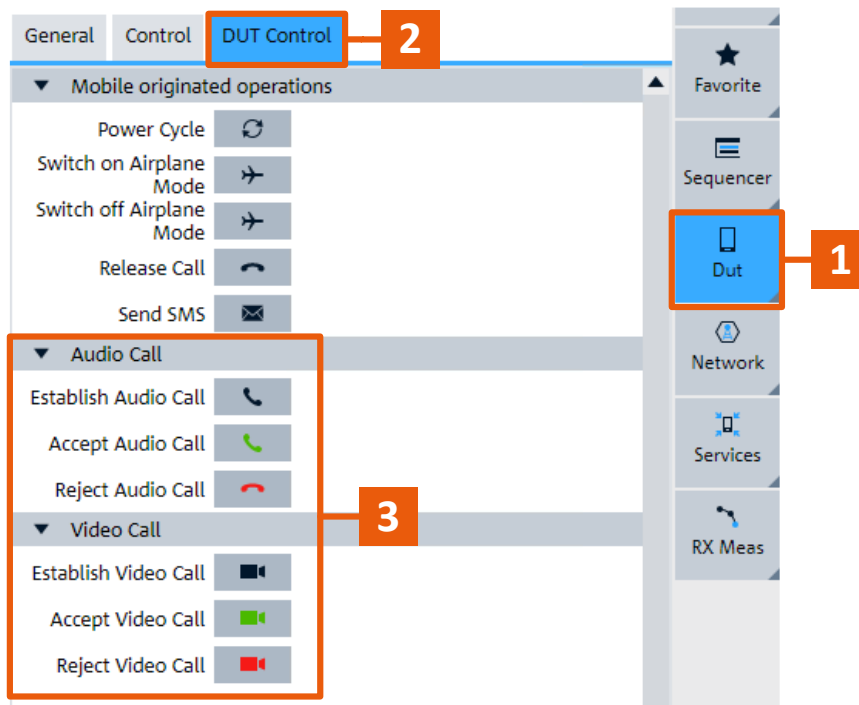 General Control DUT Control 2
Mobile originated operations
Power Cycle
Switch on Airplane
Mode
Switch off Airplane
Mode
Release Call
Send SMS
Audio Call
Establish Audio Call
Accept Audio Call
Reject Audio Call
3
Video Call
Establish Video Call
Accept Video Call
Reject Video Call
Favorite
Sequencer
Dut
1
Network
Services
RX Meas